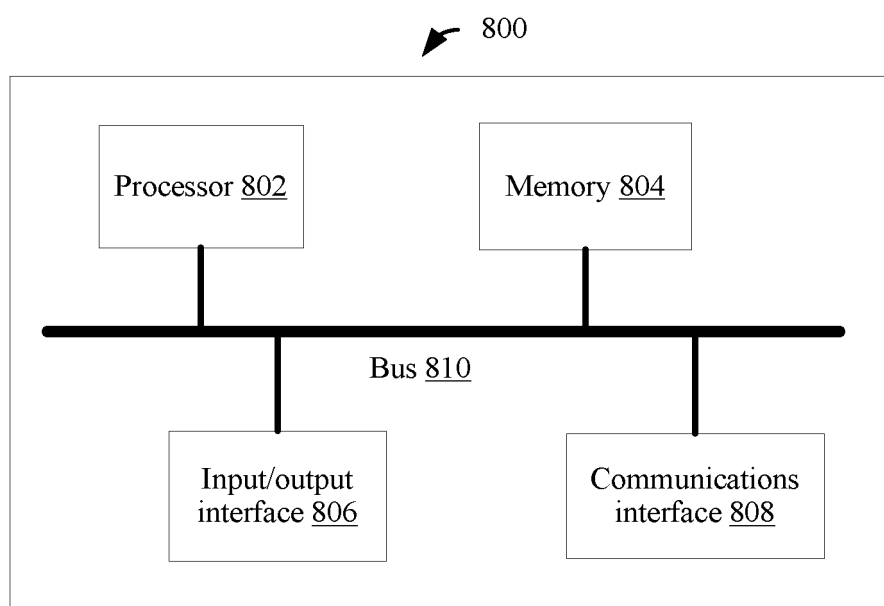 800
Processor 802
Memory 804
Bus 810
Input/output
interface 806
Communications
interface 808